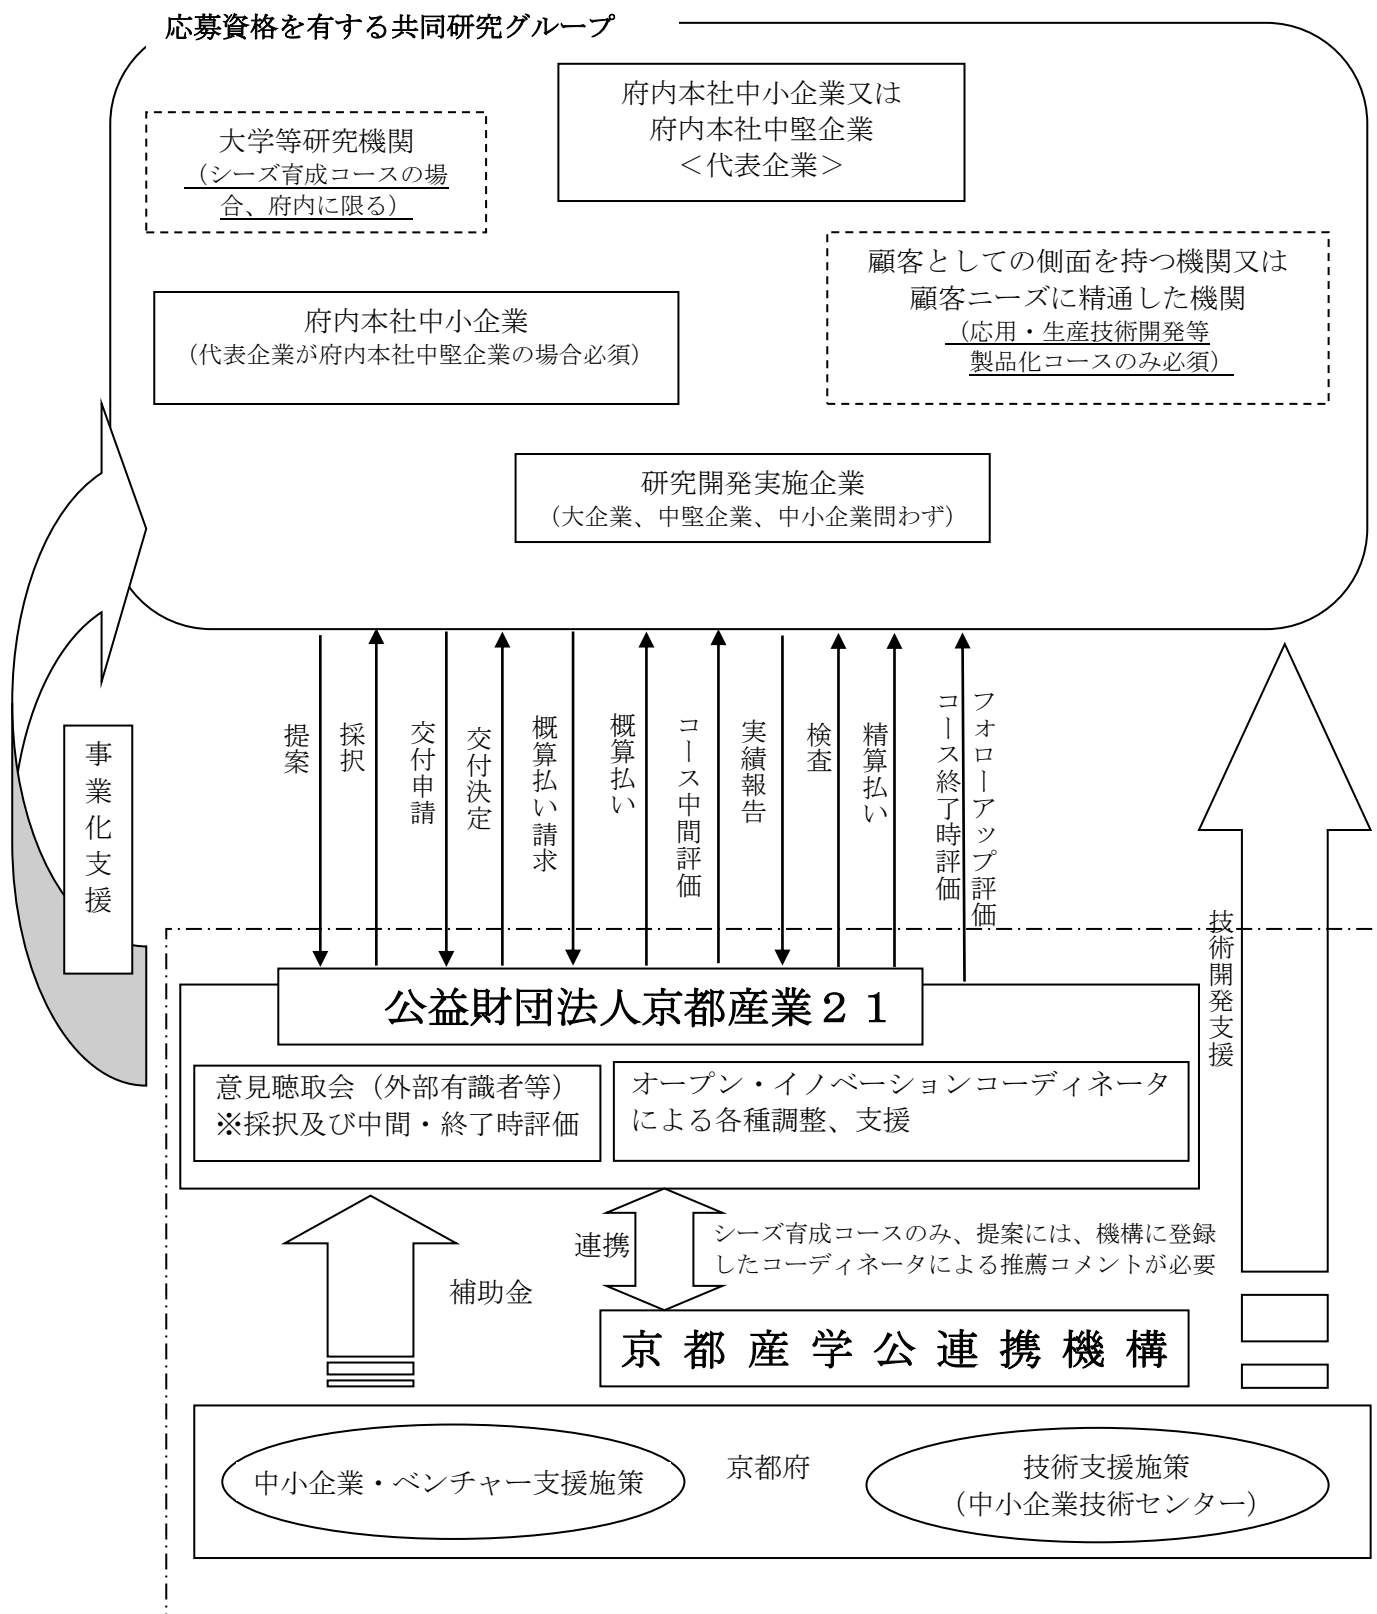 応募資格を有する共同研究グループ
府内本社中小企業又は
府内本社中堅企業
＜代表企業＞
大学等研究機関
（シーズ育成コースの場
合、府内に限る）
顧客としての側面を持つ機関又は
顧客ニーズに精通した機関
（応用・生産技術開発等
製品化コースのみ必須）
府内本社中小企業
（代表企業が府内本社中堅企業の場合必須）
研究開発実施企業
（大企業、中堅企業、中小企業問わず）
事業化支援
提案
採択
交付申請
交付決定
概算払い請求
概算払い
コース中間評価
実績報告
検査
精算払い
コース終了時評価
フォローアップ評価
技術開発支援
公益財団法人京都産業２１
意見聴取会（外部有識者等）
※採択及び中間・終了時評価
オープン・イノベーションコーディネータ
による各種調整、支援
連携
シーズ育成コースのみ、提案には、機構に登録
したコーディネータによる推薦コメントが必要
補助金
京都産学公連携機構
中小企業・ベンチャー支援施策
京都府
技術支援施策
（中小企業技術センター）